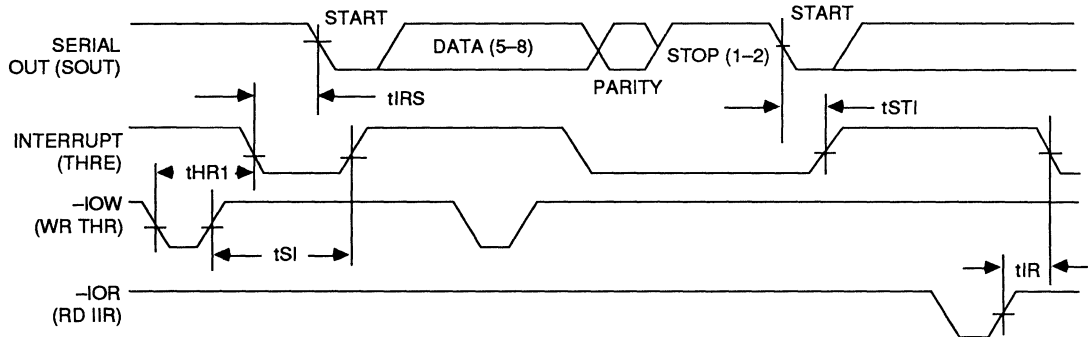 START
START
SERIAL
OUT (SOUT)
DATA (5–8)
STOP (1–2)
PARITY
tIRS
tSTI
INTERRUPT
(THRE)
tHR1
–IOW
(WR THR)
tSI
tIR
–IOR
(RD IIR)